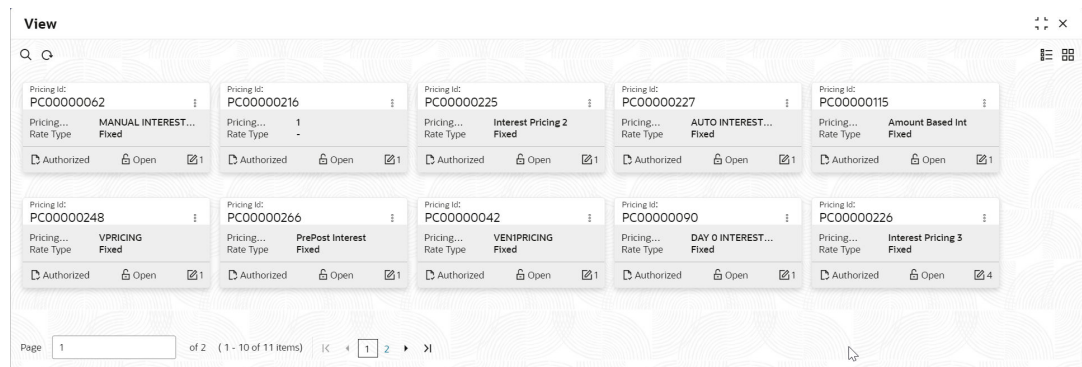 View
Pricing Id:
PC00000062
Pricing... MANUAL INTEREST...
Rate Type Fixed
Authorized Open 1
Pricing Id:
PC00000216
Pricing... 1
Rate Type -
Authorized Open 1
Pricing Id:
PC00000225
Pricing... Interest Pricing 2
Rate Type Fixed
Authorized Open 1
Pricing Id:
PC00000227
Pricing... AUTO INTEREST...
Rate Type Fixed
Authorized Open 1
Pricing Id:
PC00000115
Pricing... Amount Based Int
Rate Type Fixed
Authorized Open 1
Pricing Id:
PC00000248
Pricing... VPRICING
Rate Type Fixed
Authorized Open 1
Pricing Id:
PC00000266
Pricing... PrePost Interest
Rate Type Fixed
Authorized Open 1
Pricing Id:
PC00000042
Pricing... VEN1PRICING
Rate Type Fixed
Authorized Open 1
Pricing Id:
PC00000090
Pricing... DAY 0 INTEREST...
Rate Type Fixed
Authorized Open 1
Pricing Id:
PC00000226
Pricing... Interest Pricing 3
Rate Type Fixed
Authorized Open 4
Page 1 of 2 (1 - 10 of 11 items) 1 2